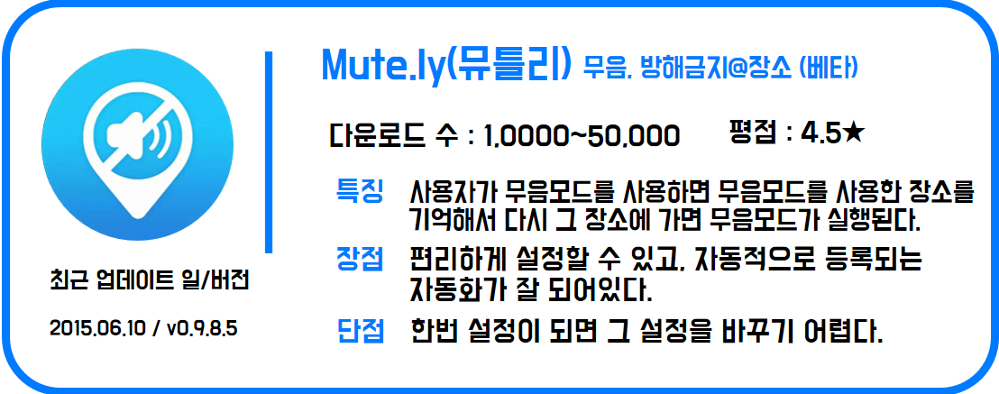 Mute.ly(뮤틀리) 무음, 방해금지@장소 (베타)
다운로드 수 : 1,0000~50,000 평점 : 4.5★
특징 사용자가 무음모드를 사용하면 무음모드를 사용한 장소를
기억해서 다시 그 장소에 가면 무음모드가 실행된다.
장점 편리하게 설정할 수 있고, 자동적으로 등록되는
자동화가 잘 되어있다.
단점 한번 설정이 되면 그 설정을 바꾸기 어렵다.
최근 업데이트 일/버전
2015.06.10 / v0.9.8.5